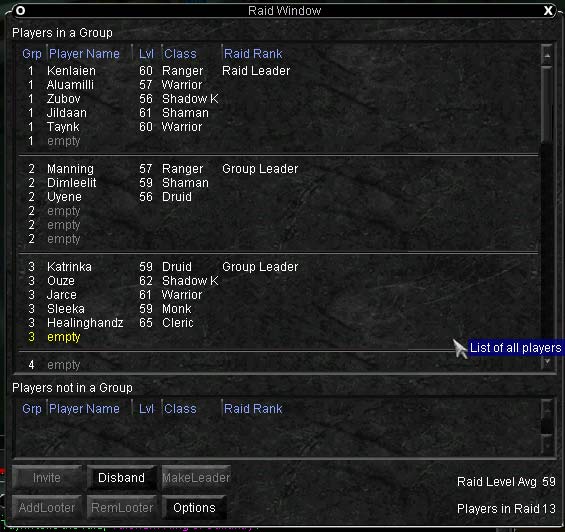 O Raid Window X
Players in a Group
Grp Player Name Lvl Class Raid Rank
1 Kenlaien 60 Ranger Raid Leader
1 Aluamilli 57 Warrior
1 Zubov 56 Shadow K
1 Jildaan 61 Shaman
1 Taynk 60 Warrior
1 empty
2 Manning 57 Ranger Group Leader
2 Dimleelit 59 Shaman
2 Uyene 56 Druid
2 empty
2 empty
2 empty
3 Katrinka 59 Druid Group Leader
3 Ouze 62 Shadow K
3 Jarce 61 Warrior
3 Sleeka 59 Monk
3 Healinghandz 65 Cleric
3 empty
List of all players
4 empty
Players not in a Group
Grp Player Name Lvl Class Raid Rank
Invite Disband MakeLeader
Raid Level Avg 59
AddLooter RemLooter Options
Players in Raid 13